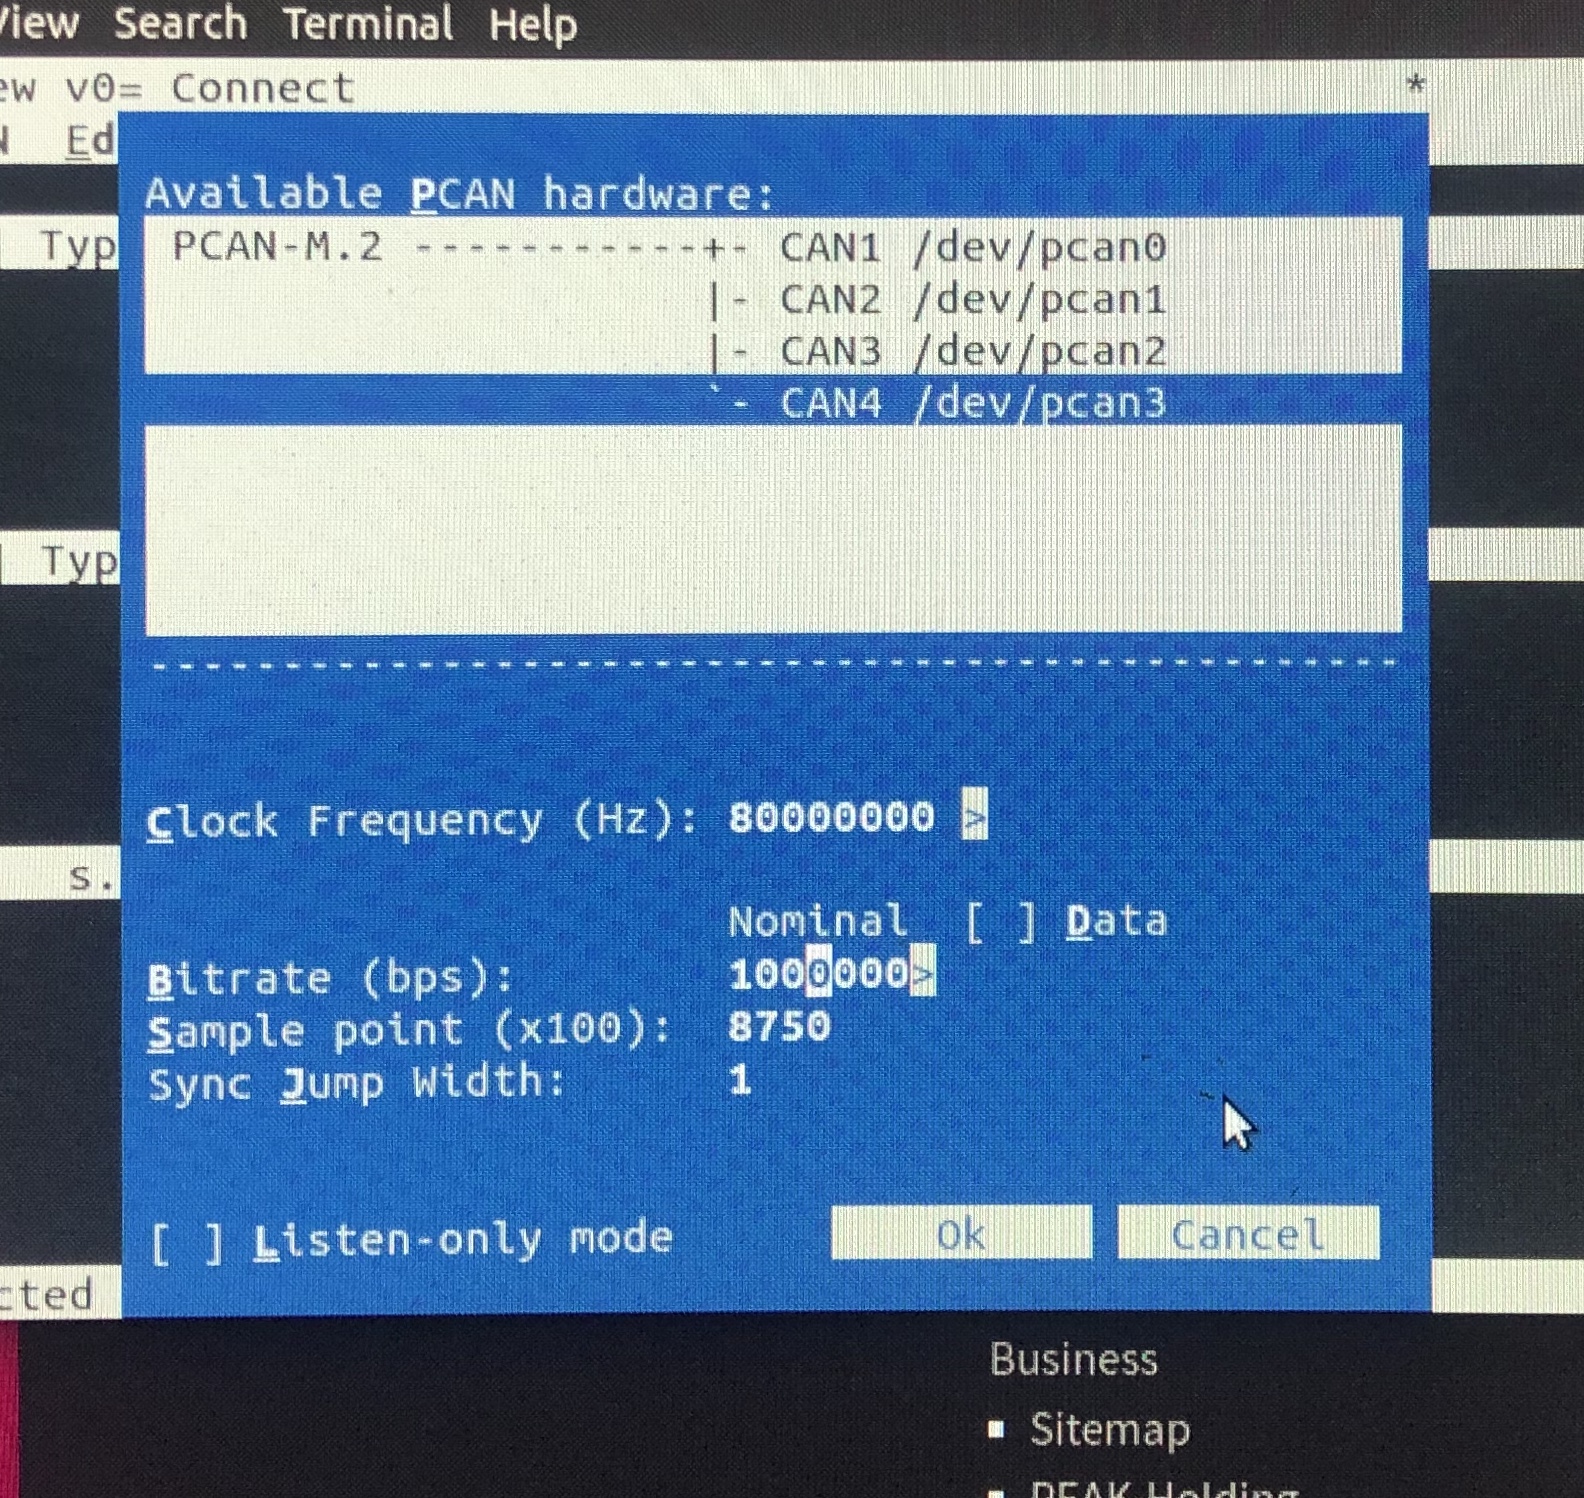 View Search Terminal Help
ew v0= Connect *
Ed
Available PCAN hardware:
Typ
PCAN-M.2 -----------+- CAN1 /dev/pcan0
|- CAN2 /dev/pcan1
|- CAN3 /dev/pcan2
`- CAN4 /dev/pcan3
Typ
-----------------------------------------------
Clock Frequency (Hz): 80000000 >
s.
Nominal [ ] Data
Bitrate (bps): 1000000>
Sample point (x100): 8750
Sync Jump Width: 1
[ ] Listen-only mode Ok Cancel
cted
Business
▪ Sitemap
▪ PEAK Holding